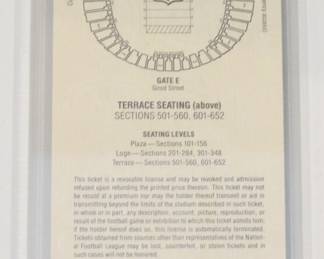 GATE E
Girod Street
TERRACE SEATING (above)
SECTIONS 501-560, 601-652
SEATING LEVELS
Plaza—Sections 101-156
Loge—Sections 201-284, 301-348
Terrace—Sections 501-560, 601-652
This ticket is a revocable license and may be revoked and admission
refused upon refunding the printed price thereon. This ticket may not
be resold at a premium nor may the holder thereof transmit or aid in
transmitting beyond the limits of the stadium described in such ticket,
in whole or in part, any description, account, picture, reproduction, or
result of the football game or exhibition to which this ticket admits him;
if the holder hereof does so, this license is automatically terminated.
Tickets obtained from sources other than representatives of the Nation-
al Football League may be lost, counterfeit, or stolen tickets and in
such cases will not be honored.